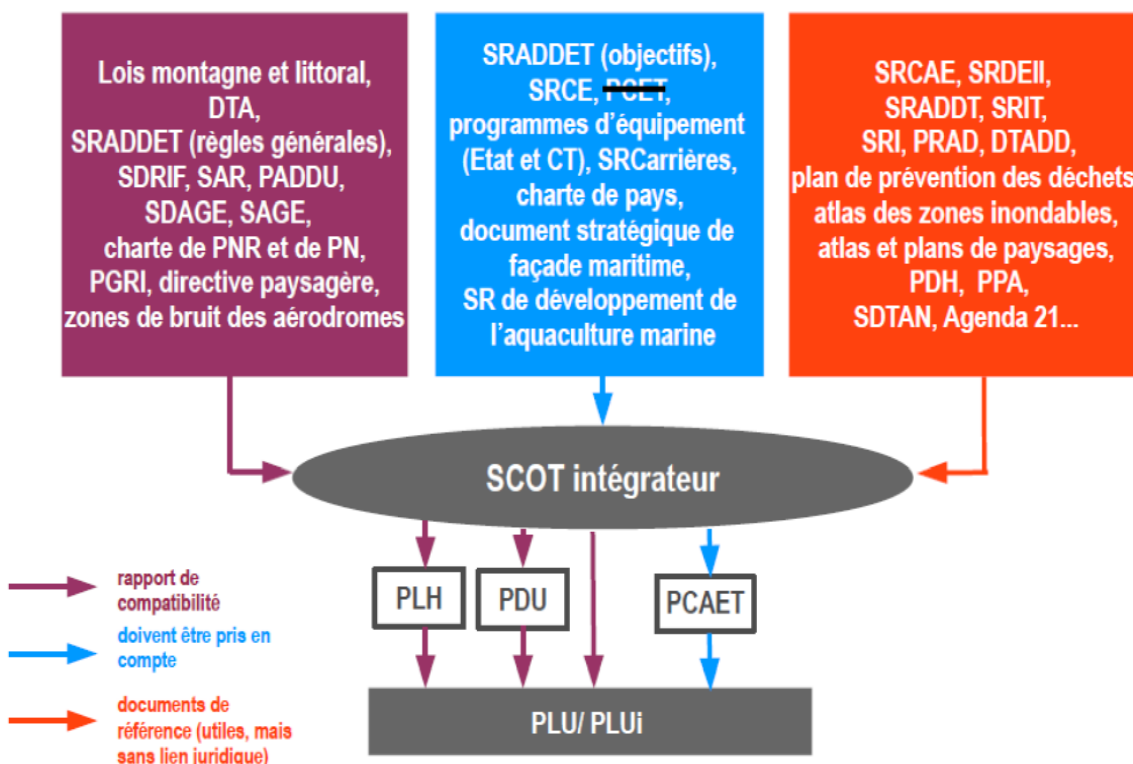 Lois montagne et littoral,
DTA,
SRADDET (règles générales),
SDRIF, SAR, PADDU,
SDAGE, SAGE,
charte de PNR et de PN,
PGRI, directive paysagère,
zones de bruit des aérodromes
SRADDET (objectifs),
SRCE, PCET,
programmes d'équipement
(Etat et CT), SRCarrières,
charte de pays,
document stratégique de
façade maritime,
SR de développement de
l'aquaculture marine
SRCAE, SRDEII,
SRADDT, SRIT,
SRI, PRAD, DTADD,
plan de prévention des déchets
atlas des zones inondables,
atlas et plans de paysages,
PDH, PPA,
SDTAN, Agenda 21...
SCOT intégrateur
PLH
PDU
PCAET
PLU/ PLUi
rapport de
compatibilité
doivent être pris en
compte
documents de
référence (utiles, mais
sans lien juridique)